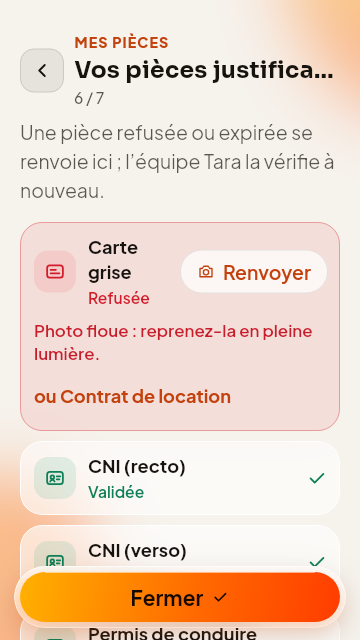 MES PIÈCES
Vos pièces justifica...
6 / 7
Une pièce refusée ou expirée se
renvoie ici ; l'équipe Tara la vérifie à
nouveau.
Carte
grise
Refusée
Renvoyer
Photo floue : reprenez-la en pleine
lumière.
ou Contrat de location
CNI (recto)
Validée
CNI (verso)
Fermer
Permis de conduire